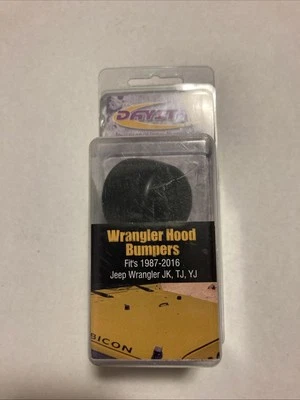 Wrangler Hood
Bumpers
Fit's 1987-2016
Jeep Wrangler JK, TJ, YJ
BICON